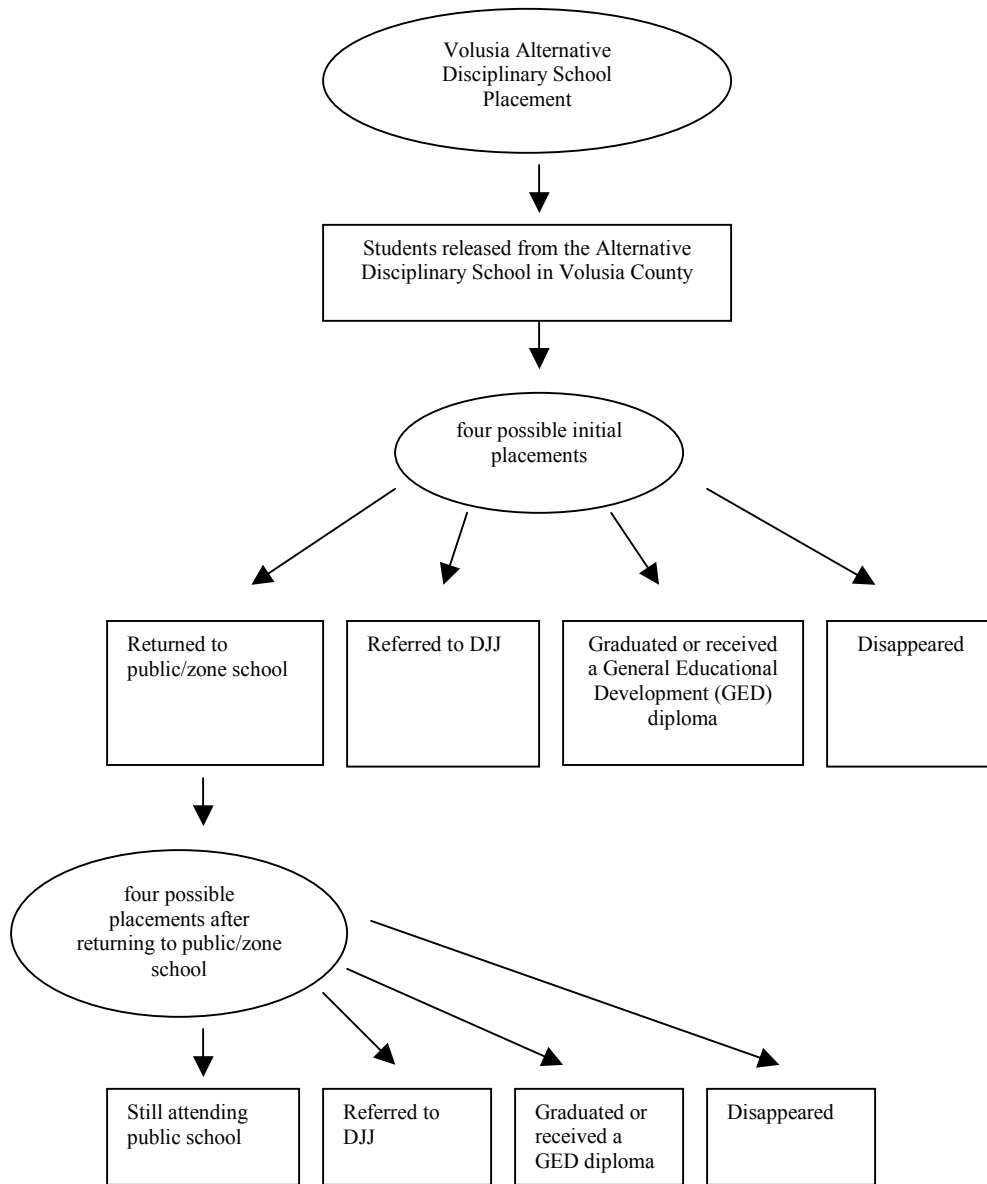 Volusia Alternative
Disciplinary School
Placement
Students released from the Alternative
Disciplinary School in Volusia County
four possible initial
placements
Returned to
public/zone school
Referred to DJJ
Graduated or received
a General Educational
Development (GED)
diploma
Disappeared
four possible
placements after
returning to public/zone
school
Still attending
public school
Referred to
DJJ
Graduated or
received a
GED diploma
Disappeared